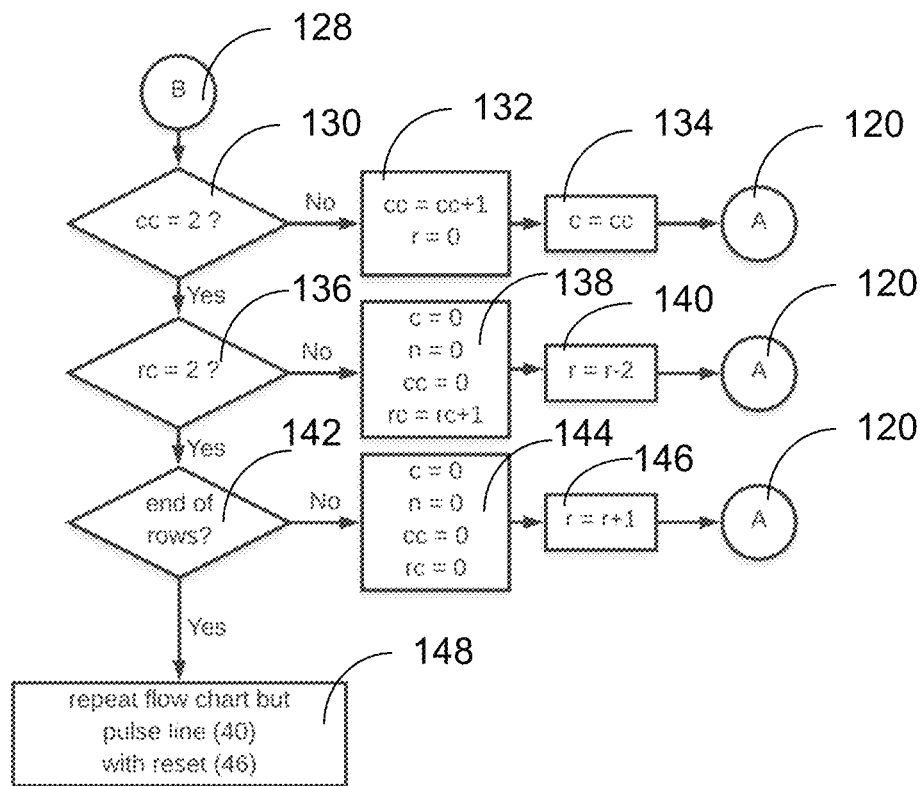 128
B
130
cc = 2 ?
No
132
cc = cc+1
r = 0
134
c = cc
120
A
Yes
136
rc = 2 ?
No
138
c = 0
n = 0
cc = 0
rc = rc+1
140
r = r-2
120
A
Yes
142
end of
rows?
No
144
c = 0
n = 0
cc = 0
rc = 0
146
r = r+1
120
A
Yes
148
repeat flow chart but
pulse line (40)
with reset (46)